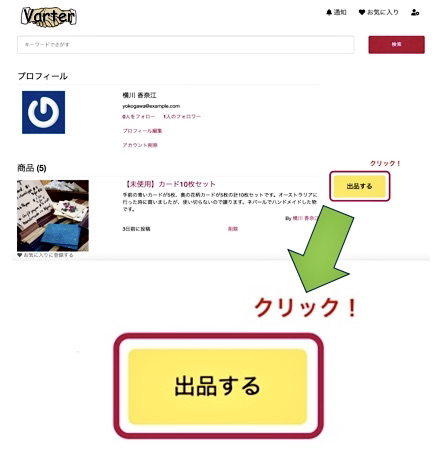 Varter
通知 お気に入り
キーワードでさがす
検索
プロフィール
横川 香奈江
yokogawa@example.com
0人をフォロー 1人のフォロワー
プロフィール編集
アカウント削除
クリック！
商品 (5)
出品する
【未使用】カード10枚セット
手前の青いカードが5枚、奥の花柄カードが5枚の計10枚セットです。オーストラリアに
行った時に買いましたが、使い切らないので譲ります。ネパールでハンドメイドした物
です。
By 横川 香奈江
3日前に投稿
削除
お気に入りに登録する
クリック！
出品する